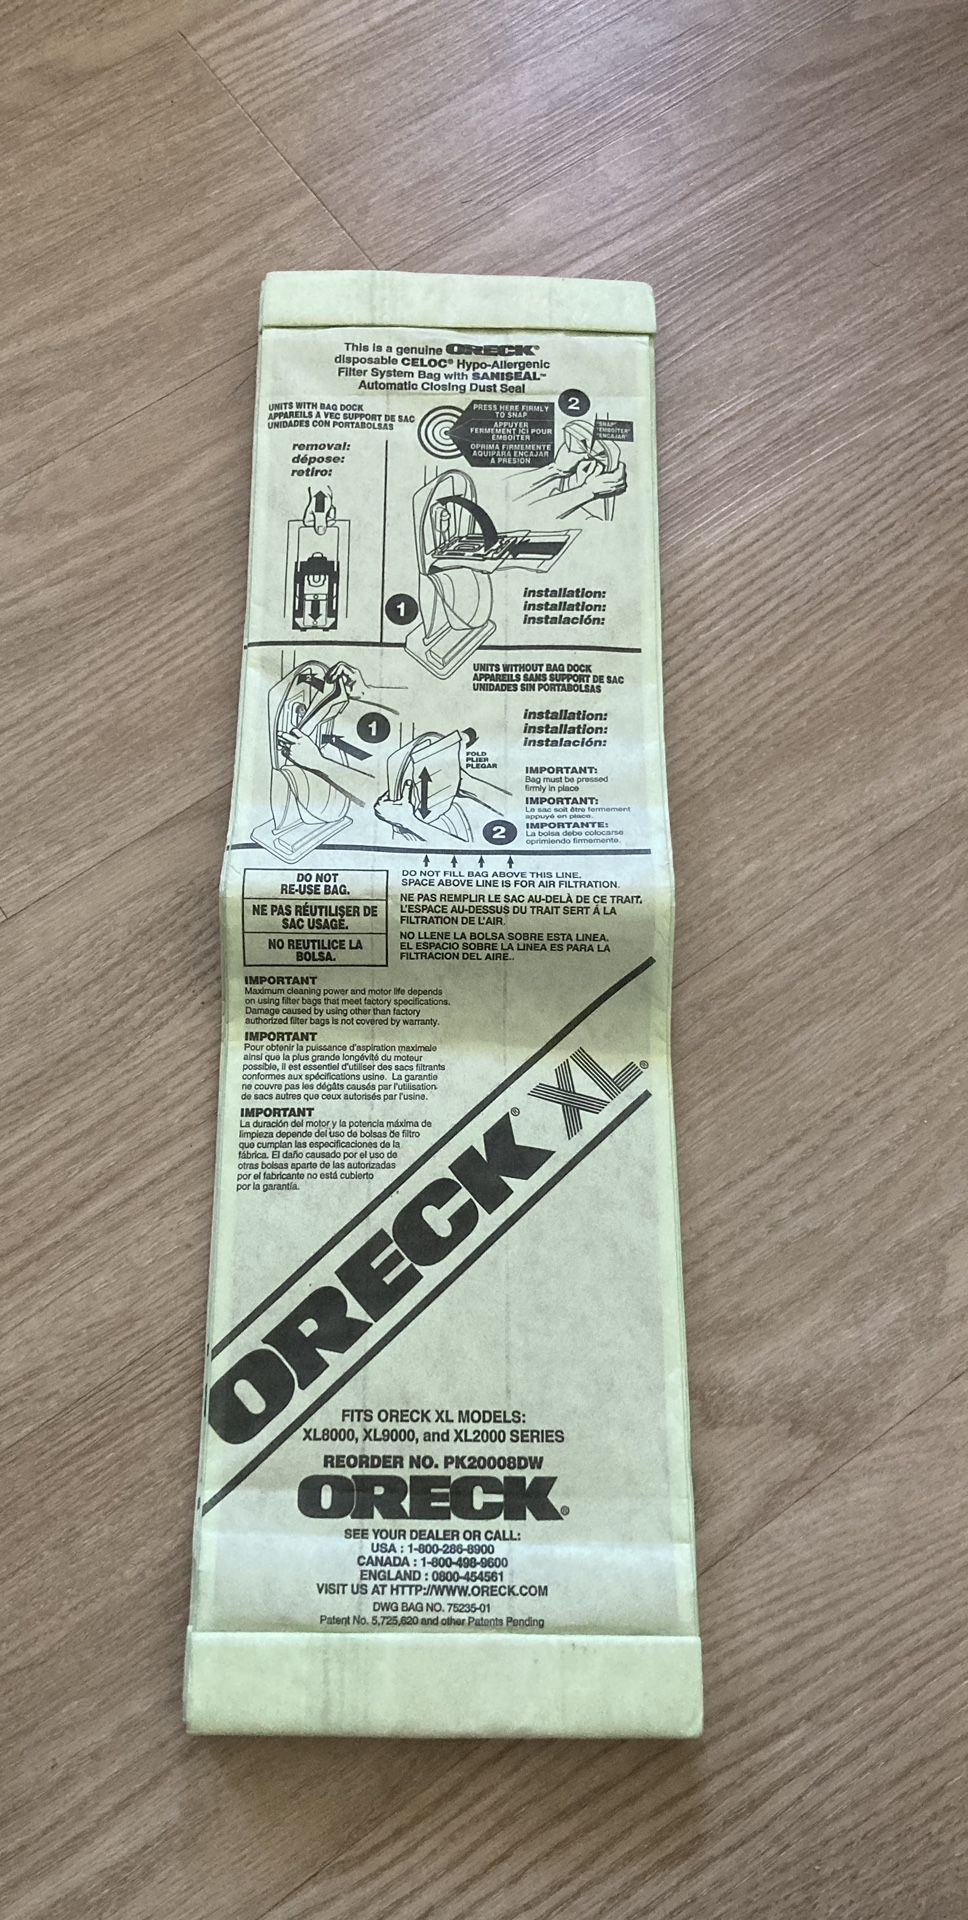 This is a genuine ORECK®
disposable CELOC® Hypo-Allergenic
Filter System Bag with SANISEAL™
Automatic Closing Dust Seal
UNITS WITH BAG DOCK
APPAREILS A VEC SUPPORT DE SAC
UNIDADES CON PORTABOLSAS
removal:
dépose:
retiro:
PRESS HERE FIRMLY
TO SNAP
APPUYER
FERMEMENT ICI POUR
EMBOÎTER
OPRIMA FIRMEMENTE
AQUIPARA ENCAJAR
A PRESION
2
"SNAP"
"EMBOÎTER"
"ENCAJAR"
1
installation:
installation:
instalación:
UNITS WITHOUT BAG DOCK
APPAREILS SANS SUPPORT DE SAC
UNIDADES SIN PORTABOLSAS
1
installation:
installation:
instalación:
FOLD
PLIER
PLEGAR
2
IMPORTANT:
Bag must be pressed
firmly in place
IMPORTANT:
Le sac soit être fermement
appuyé en place.
IMPORTANTE:
La bolsa debe colocarse
oprimiendo firmemente.
DO NOT
RE-USE BAG.
NE PAS RÉUTILISER DE
SAC USAGÉ.
NO REUTILICE LA
BOLSA.
DO NOT FILL BAG ABOVE THIS LINE.
SPACE ABOVE LINE IS FOR AIR FILTRATION.
NE PAS REMPLIR LE SAC AU-DELÀ DE CE TRAIT.
L'ESPACE AU-DESSUS DU TRAIT SERT Á LA
FILTRATION DE L'AIR.
NO LLENE LA BOLSA SOBRE ESTA LINEA.
EL ESPACIO SOBRE LA LINEA ES PARA LA
FILTRACION DEL AIRE..
IMPORTANT
Maximum cleaning power and motor life depends
on using filter bags that meet factory specifications.
Damage caused by using other than factory
authorized filter bags is not covered by warranty.
IMPORTANT
Pour obtenir la puissance d'aspiration maximale
ainsi que la plus grande longévité du moteur
possible, il est essentiel d'utiliser des sacs filtrants
conformes aux spécifications usine. La garantie
ne couvre pas les dégâts causés par l'utilisation
de sacs autres que ceux autorisés par l'usine.
IMPORTANT
La duración del motor y la potencia máxima de
limpieza depende del uso de bolsas de filtro
que cumplan las especificaciones de la
fábrica. El daño causado por el uso de
otras bolsas aparte de las autorizadas
por el fabricante no está cubierto
por la garantía.
ORECK® XL®
FITS ORECK XL MODELS:
XL8000, XL9000, and XL2000 SERIES
REORDER NO. PK20008DW
ORECK®
SEE YOUR DEALER OR CALL:
USA : 1-800-286-8900
CANADA : 1-800-498-9600
ENGLAND : 0800-454561
VISIT US AT HTTP://WWW.ORECK.COM
DWG BAG NO. 75235-01
Patent No. 5,725,620 and other Patents Pending